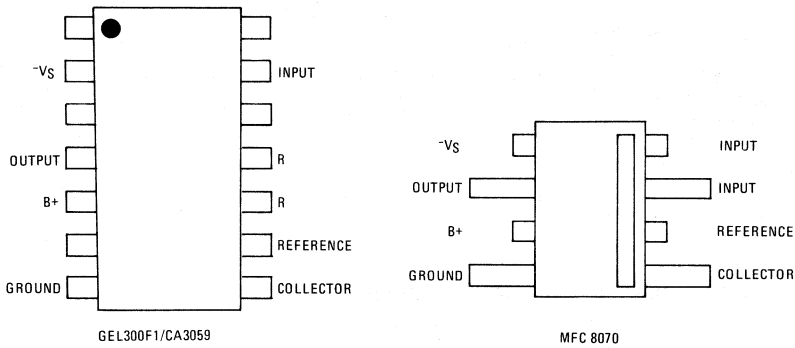 -VS
INPUT
OUTPUT
R
B+
R
REFERENCE
GROUND
COLLECTOR
GEL300F1/CA3059
-VS
INPUT
OUTPUT
INPUT
B+
REFERENCE
GROUND
COLLECTOR
MFC 8070